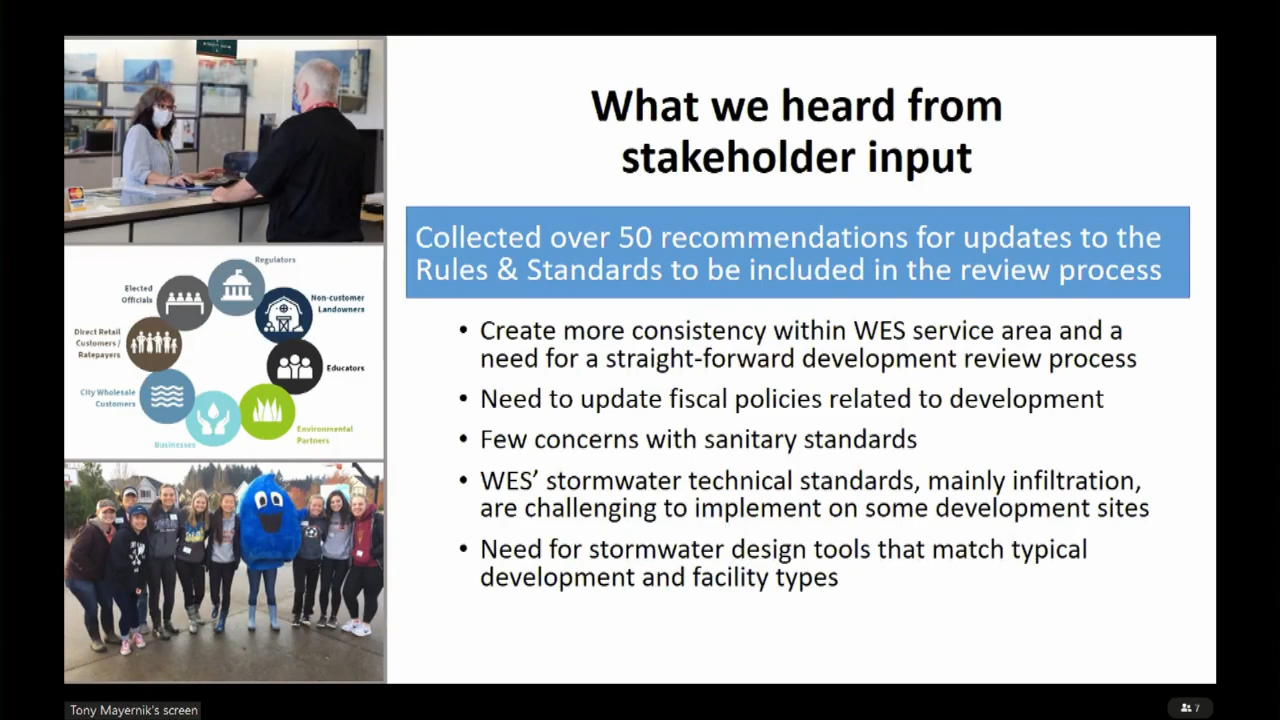 What we heard from
stakeholder input
Collected over 50 recommendations for updates to the
Rules & Standards to be included in the review process
• Create more consistency within WES service area and a
need for a straight-forward development review process
• Need to update fiscal policies related to development
• Few concerns with sanitary standards
• WES’ stormwater technical standards, mainly infiltration,
are challenging to implement on some development sites
• Need for stormwater design tools that match typical
development and facility types
Regulators
Non-customer
Landowners
Educators
Environmental
Partners
Businesses
City Wholesale
Customers
Direct Retail
Customers /
Ratepayers
Elected
Officials
Tony Mayernik's screen
7